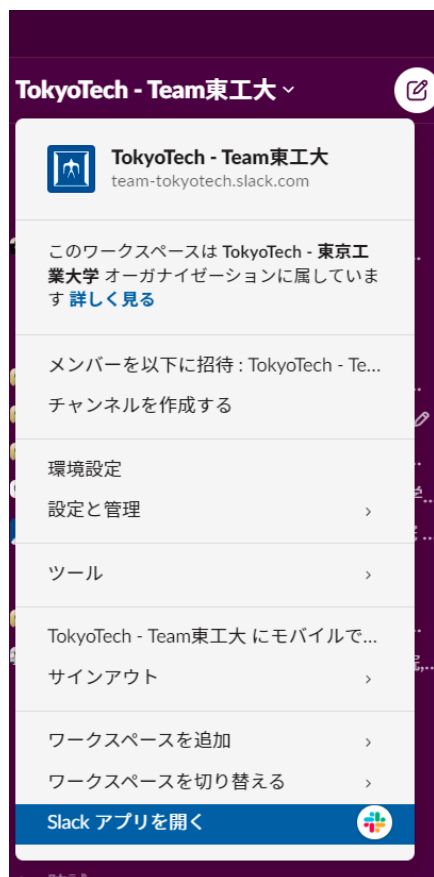 TokyoTech - Team東工大
TokyoTech - Team東工大
team-tokyotech.slack.com
このワークスペースは TokyoTech - 東京工
業大学 オーガナイゼーションに属していま
す 詳しく見る
メンバーを以下に招待 : TokyoTech - Te...
チャンネルを作成する
環境設定
設定と管理
ツール
TokyoTech - Team東工大 にモバイルで...
サインアウト
ワークスペースを追加
ワークスペースを切り替える
Slack アプリを開く